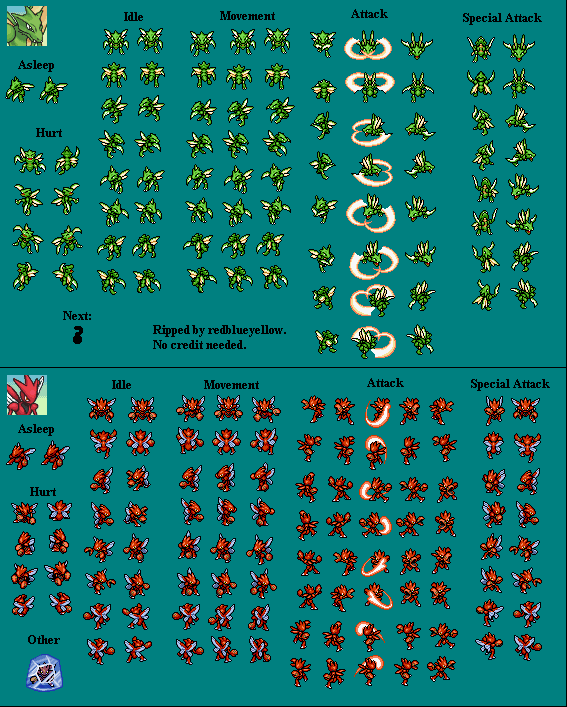 Idle
Movement
Attack
Special Attack
Asleep
Hurt
Next:
?
Ripped by redblueyellow.
No credit needed.
Idle
Movement
Attack
Special Attack
Asleep
Hurt
Other